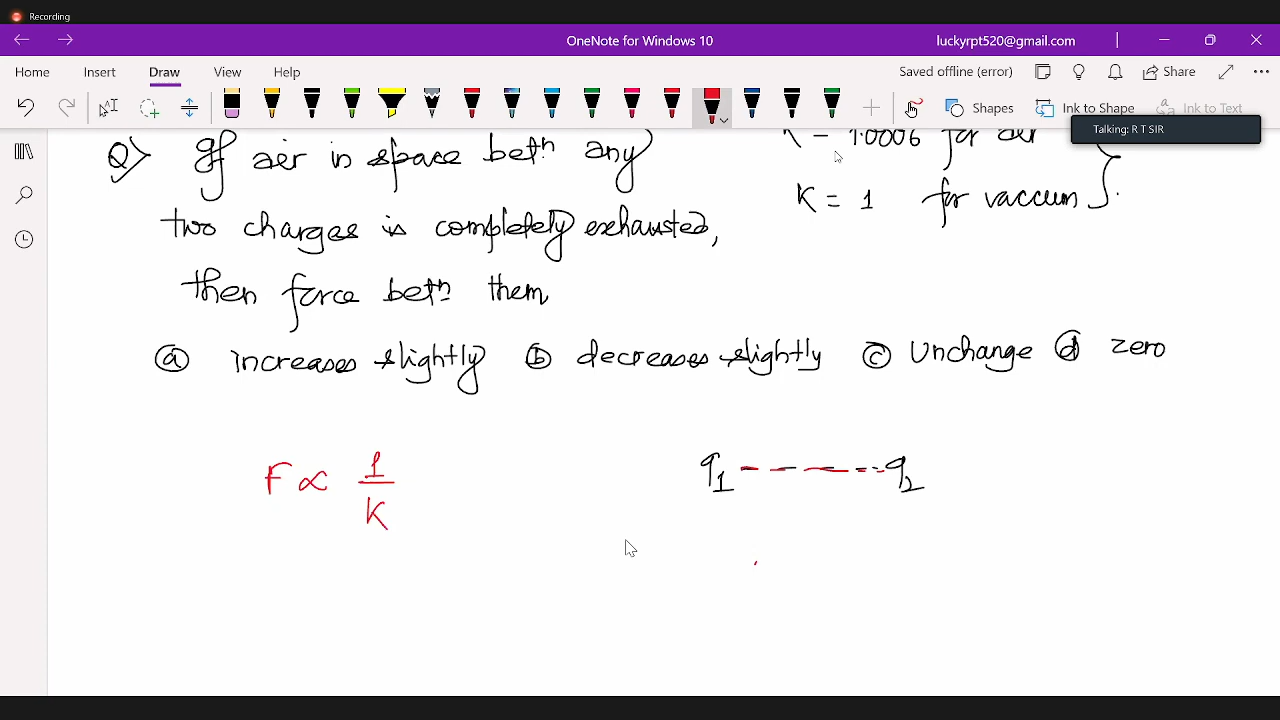 Recording
OneNote for Windows 10
luckyrpt520@gmail.com
Home Insert Draw View Help
Saved offline (error)
Share
Shapes
Ink to Shape
Ink to Text
Talking: R T SIR
Q> If air in space betn any
two charges is completely exhausted,
then force betn them
K = 1.0006 for air
K = 1 for vaccum
(a) increases slightly (b) decreases slightly (c) Unchange (d) zero
F ∝ 1/K
q1 q2